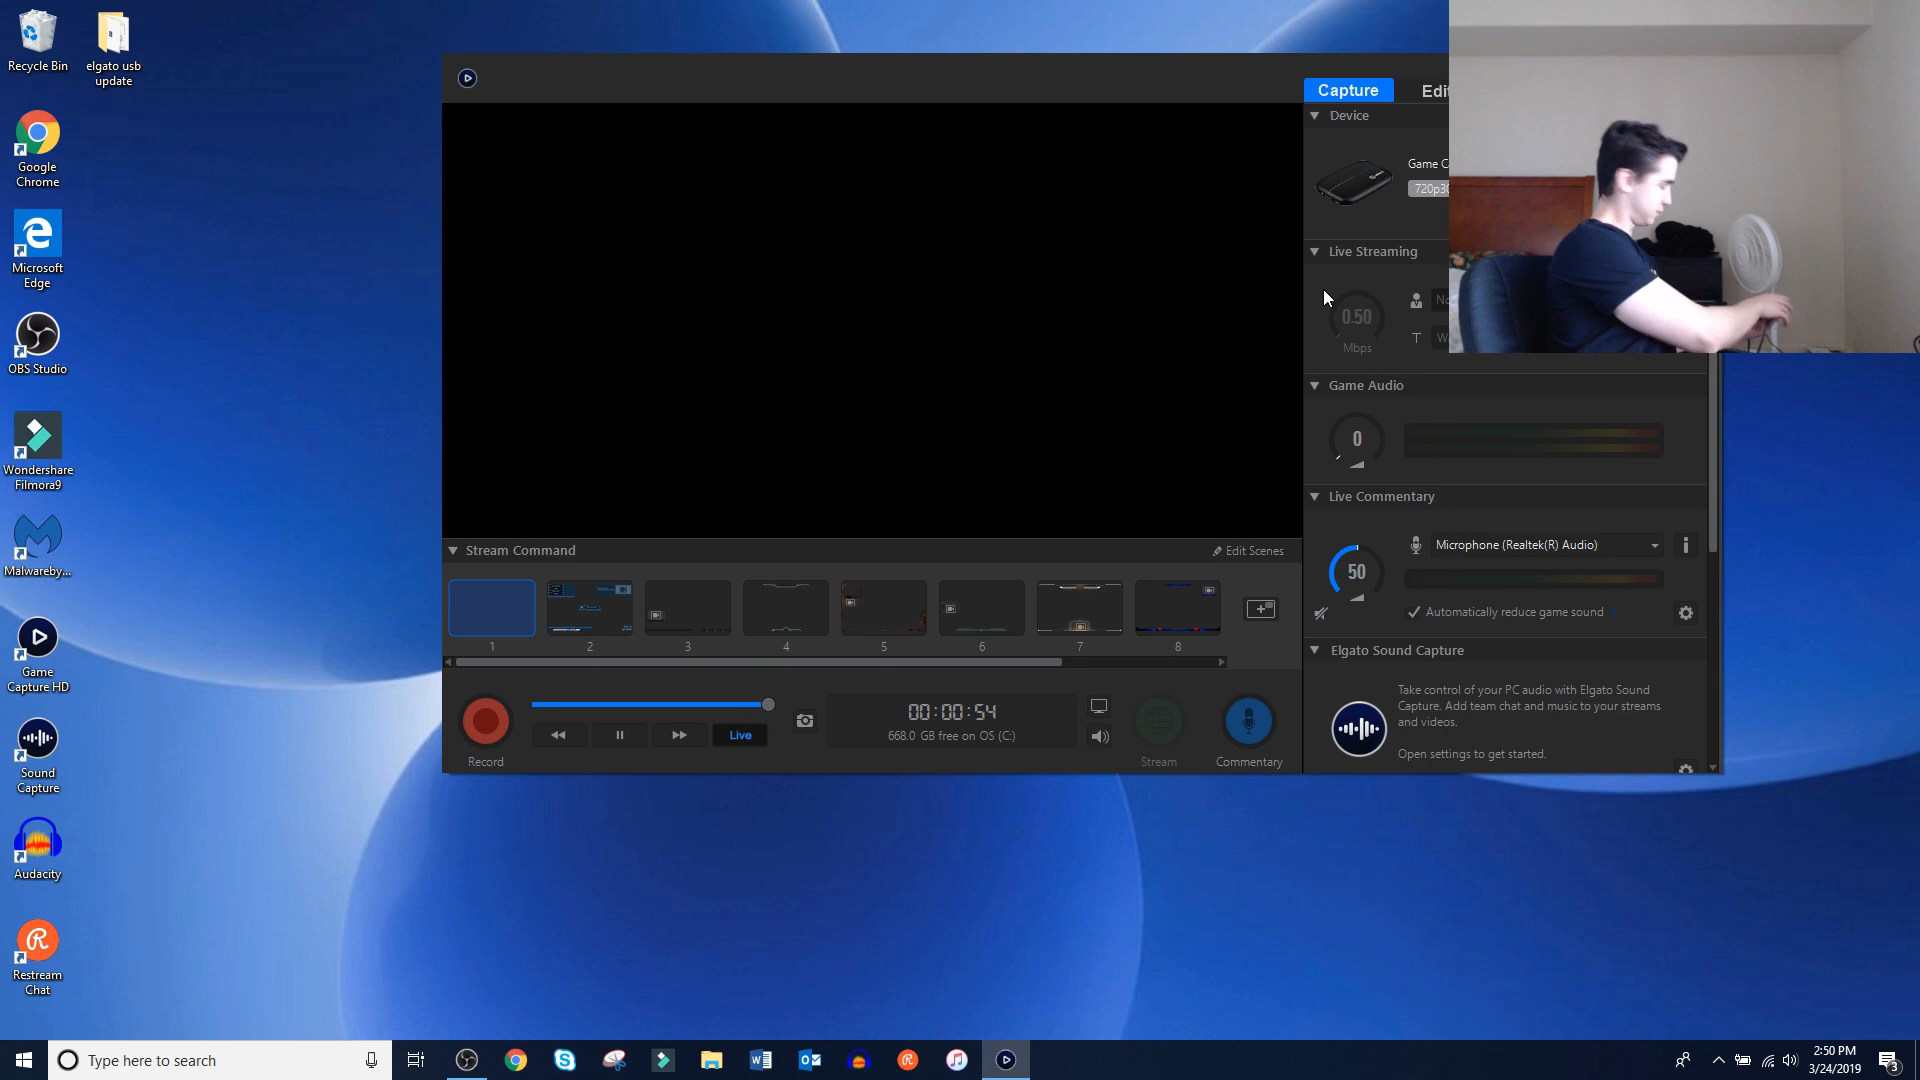 Recycle Bin
elgato usb
update
Google
Chrome
Microsoft
Edge
OBS Studio
Wondershare
Filmora9
Malwareby...
Game
Capture HD
Sound
Capture
Audacity
Restream
Chat
Capture
Edit
Device
Game C
720p30
Live Streaming
0.50
Mbps
No
T
W
Game Audio
0
Live Commentary
Microphone (Realtek(R) Audio)
50
Automatically reduce game sound
Elgato Sound Capture
Take control of your PC audio with Elgato Sound
Capture. Add team chat and music to your streams
and videos.
Open settings to get started.
Stream Command
Edit Scenes
1 2 3 4 5 6 7 8
00:00:54
668.0 GB free on OS (C:)
Live
Record
Stream
Commentary
Type here to search
2:50 PM
3/24/2019
3